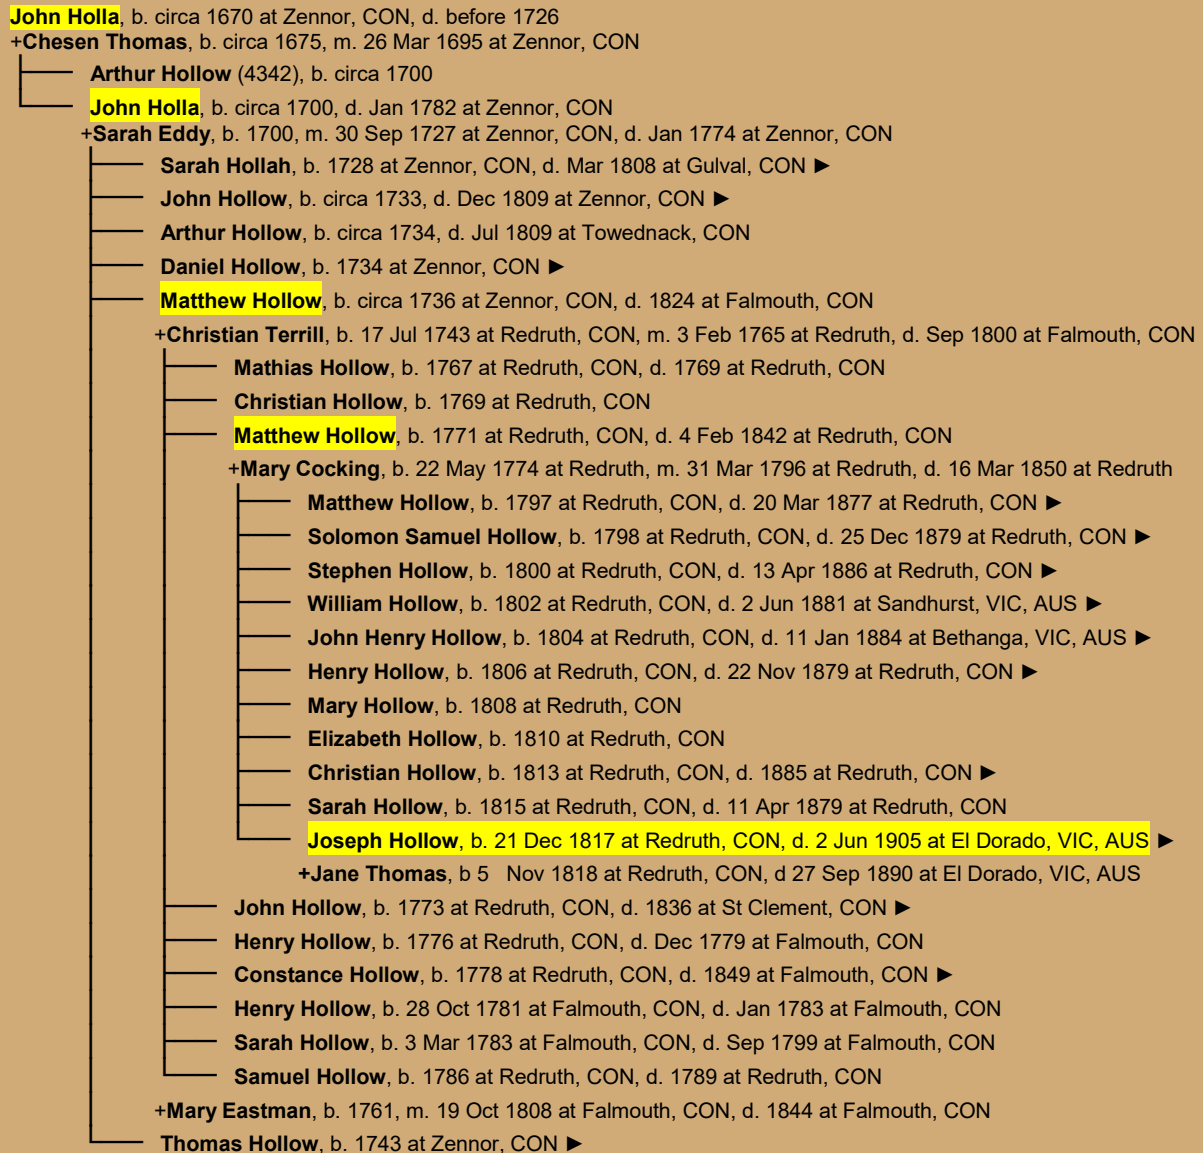 John Holla, b. circa 1670 at Zennor, CON, d. before 1726
+Chesen Thomas, b. circa 1675, m. 26 Mar 1695 at Zennor, CON
Arthur Hollow (4342), b. circa 1700
John Holla, b. circa 1700, d. Jan 1782 at Zennor, CON
+Sarah Eddy, b. 1700, m. 30 Sep 1727 at Zennor, CON, d. Jan 1774 at Zennor, CON
Sarah Hollah, b. 1728 at Zennor, CON, d. Mar 1808 at Gulval, CON ►
John Hollow, b. circa 1733, d. Dec 1809 at Zennor, CON ►
Arthur Hollow, b. circa 1734, d. Jul 1809 at Towednack, CON
Daniel Hollow, b. 1734 at Zennor, CON ►
Matthew Hollow, b. circa 1736 at Zennor, CON, d. 1824 at Falmouth, CON
+Christian Terrill, b. 17 Jul 1743 at Redruth, CON, m. 3 Feb 1765 at Redruth, d. Sep 1800 at Falmouth, CON
Mathias Hollow, b. 1767 at Redruth, CON, d. 1769 at Redruth, CON
Christian Hollow, b. 1769 at Redruth, CON
Matthew Hollow, b. 1771 at Redruth, CON, d. 4 Feb 1842 at Redruth, CON
+Mary Cocking, b. 22 May 1774 at Redruth, m. 31 Mar 1796 at Redruth, d. 16 Mar 1850 at Redruth
Matthew Hollow, b. 1797 at Redruth, CON, d. 20 Mar 1877 at Redruth, CON ►
Solomon Samuel Hollow, b. 1798 at Redruth, CON, d. 25 Dec 1879 at Redruth, CON ►
Stephen Hollow, b. 1800 at Redruth, CON, d. 13 Apr 1886 at Redruth, CON ►
William Hollow, b. 1802 at Redruth, CON, d. 2 Jun 1881 at Sandhurst, VIC, AUS ►
John Henry Hollow, b. 1804 at Redruth, CON, d. 11 Jan 1884 at Bethanga, VIC, AUS ►
Henry Hollow, b. 1806 at Redruth, CON, d. 22 Nov 1879 at Redruth, CON ►
Mary Hollow, b. 1808 at Redruth, CON
Elizabeth Hollow, b. 1810 at Redruth, CON
Christian Hollow, b. 1813 at Redruth, CON, d. 1885 at Redruth, CON ►
Sarah Hollow, b. 1815 at Redruth, CON, d. 11 Apr 1879 at Redruth, CON
Joseph Hollow, b. 21 Dec 1817 at Redruth, CON, d. 2 Jun 1905 at El Dorado, VIC, AUS ►
+Jane Thomas, b 5 Nov 1818 at Redruth, CON, d 27 Sep 1890 at El Dorado, VIC, AUS
John Hollow, b. 1773 at Redruth, CON, d. 1836 at St Clement, CON ►
Henry Hollow, b. 1776 at Redruth, CON, d. Dec 1779 at Falmouth, CON
Constance Hollow, b. 1778 at Redruth, CON, d. 1849 at Falmouth, CON ►
Henry Hollow, b. 28 Oct 1781 at Falmouth, CON, d. Jan 1783 at Falmouth, CON
Sarah Hollow, b. 3 Mar 1783 at Falmouth, CON, d. Sep 1799 at Falmouth, CON
Samuel Hollow, b. 1786 at Redruth, CON, d. 1789 at Redruth, CON
+Mary Eastman, b. 1761, m. 19 Oct 1808 at Falmouth, CON, d. 1844 at Falmouth, CON
Thomas Hollow, b. 1743 at Zennor, CON ►